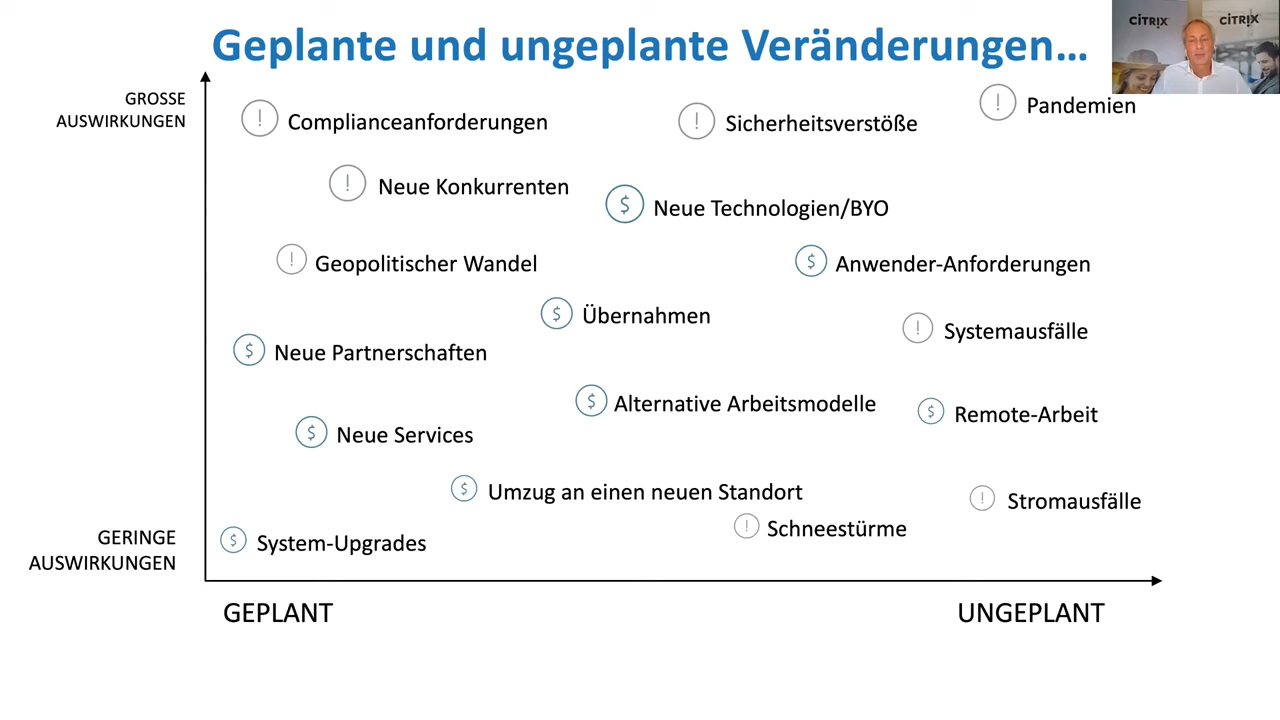 Geplante und ungeplante Veränderungen...
CITRIX
CITRIX
GROSSE
AUSWIRKUNGEN
! Complianceanforderungen
! Sicherheitsverstöße
! Pandemien
! Neue Konkurrenten
$ Neue Technologien/BYO
! Geopolitischer Wandel
$ Anwender-Anforderungen
$ Übernahmen
! Systemausfälle
$ Neue Partnerschaften
$ Alternative Arbeitsmodelle
$ Remote-Arbeit
$ Neue Services
$ Umzug an einen neuen Standort
! Stromausfälle
! Schneestürme
GERINGE
AUSWIRKUNGEN
$ System-Upgrades
GEPLANT
UNGEPLANT